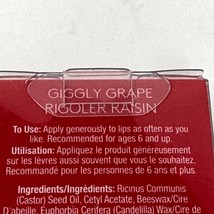 GIGGLY GRAPE
RIGOLER RAISIN
To Use: Apply generously to lips as often as you
like. Recommended for ages 6 and up.
Utilisation: Appliquez le produit généreusement
sur les lèvres aussi souvent que vous le souhaitez.
Recommandé pour les personnes de 6 ans et plus.
Ingredients/Ingrédients: Ricinus Communis
(Castor) Seed Oil, Cetyl Acetate, Beeswax/Cire
D'abeille, Euphorbia Cerifera (Candelilla) Wax/Cire de